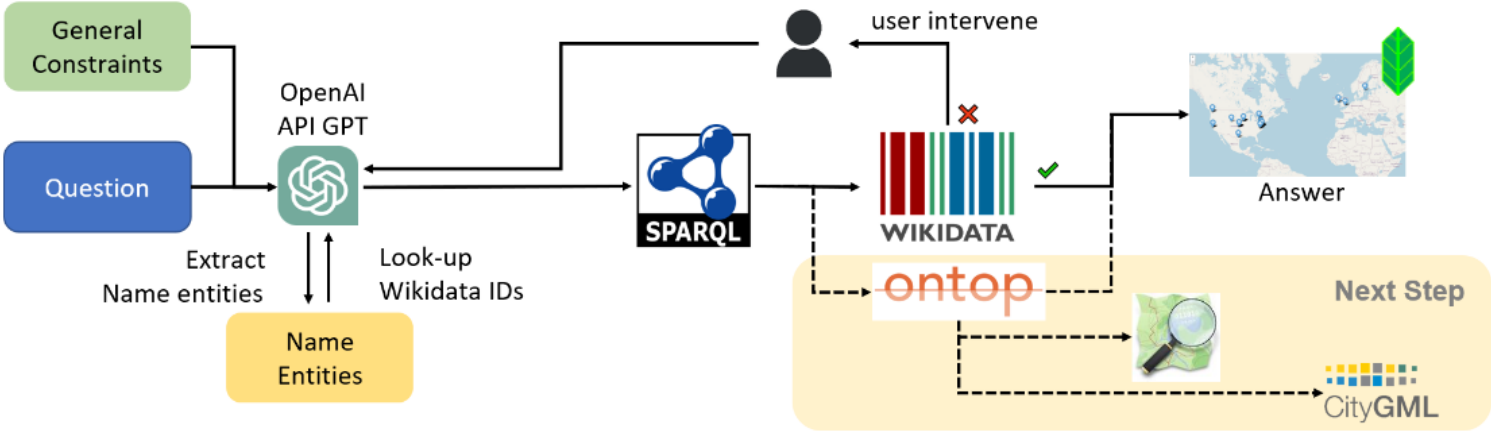 General
Constraints
user intervene
OpenAI
API GPT
Question
SPARQL
WIKIDATA
Answer
Extract
Name entities
Look-up
Wikidata IDs
ontop
Next Step
Name
Entities
CityGML